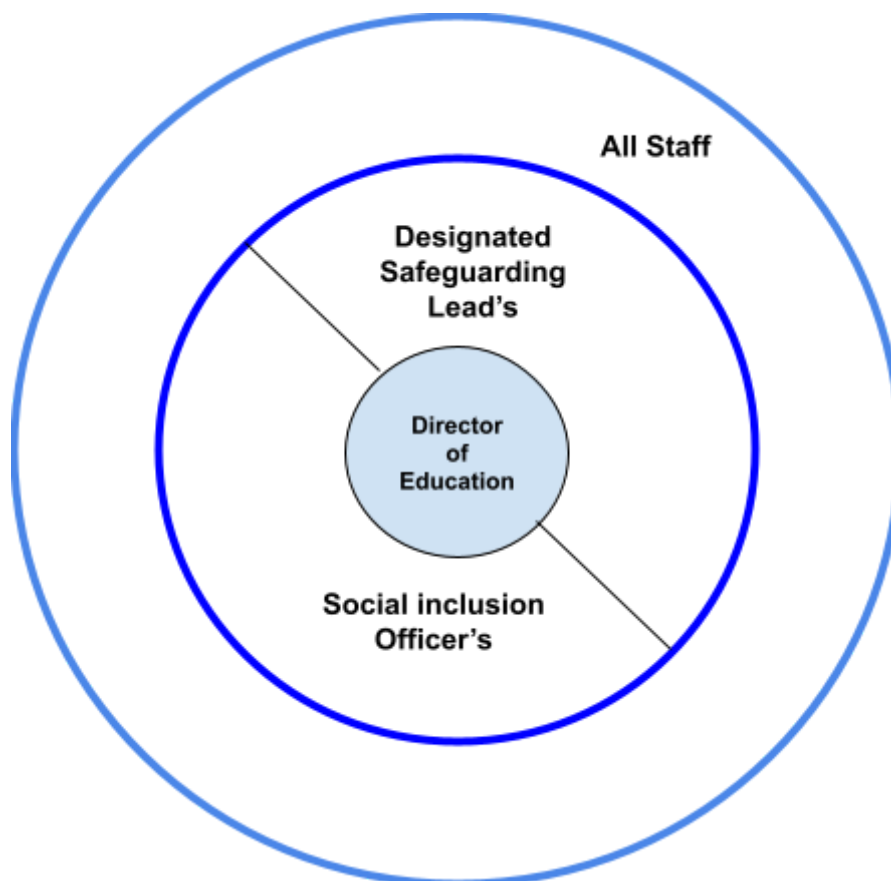 All Staff
Designated
Safeguarding
Lead's
Director
of
Education
Social inclusion
Officer's